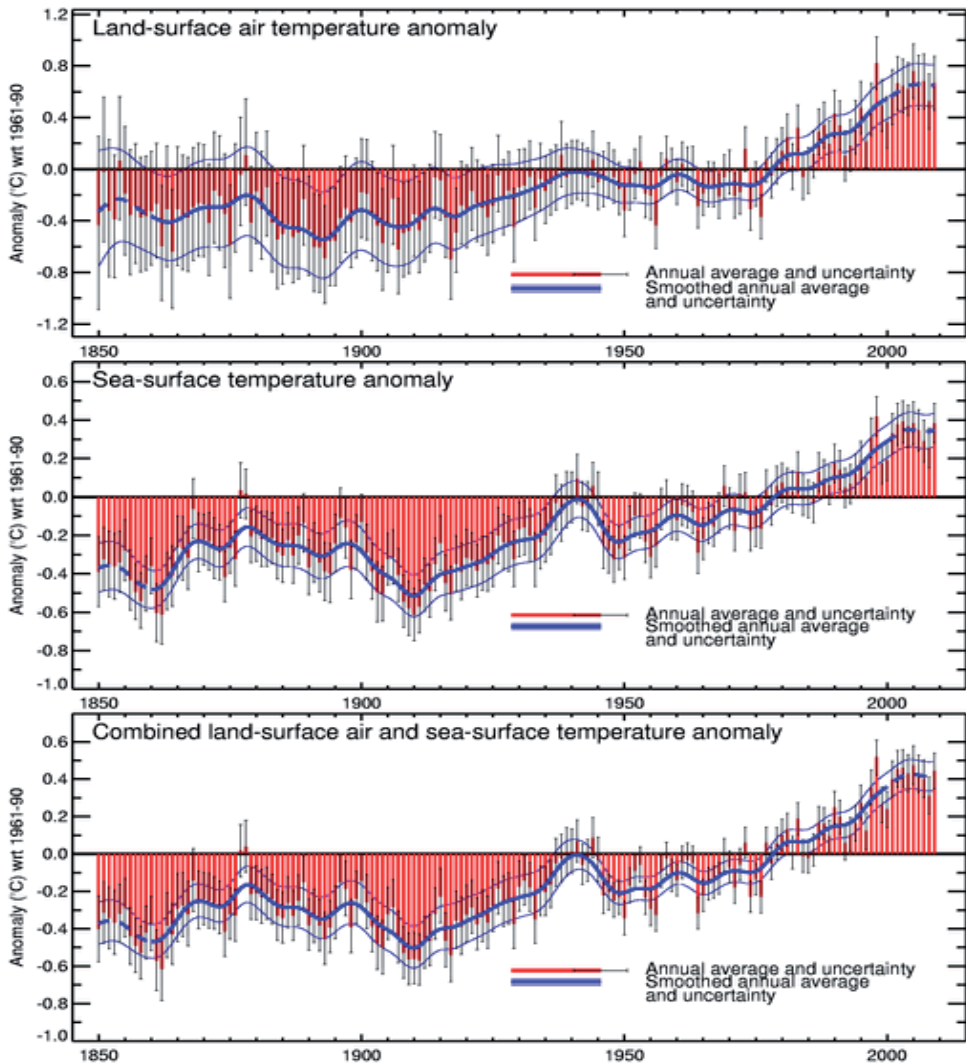 Land-surface air temperature anomaly
1.2
0.8
0.4
0.0
-0.4
-0.8
-1.2
Anomaly (°C) wrt 1961-90
Annual average and uncertainty
Smoothed annual average
and uncertainty
1850 1900 1950 2000
Sea-surface temperature anomaly
0.6
0.4
0.2
0.0
-0.2
-0.4
-0.6
-0.8
-1.0
Anomaly (°C) wrt 1961-90
Annual average and uncertainty
Smoothed annual average
and uncertainty
1850 1900 1950 2000
Combined land-surface air and sea-surface temperature anomaly
0.6
0.4
0.2
0.0
-0.2
-0.4
-0.6
-0.8
-1.0
Anomaly (°C) wrt 1961-90
Annual average and uncertainty
Smoothed annual average
and uncertainty
1850 1900 1950 2000